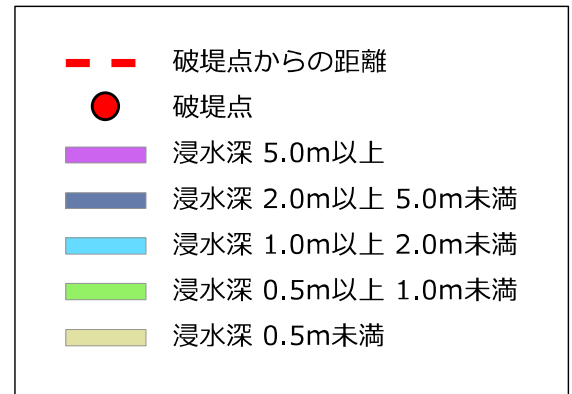 破堤点からの距離
破堤点
浸水深 5.0m以上
浸水深 2.0m以上 5.0m未満
浸水深 1.0m以上 2.0m未満
浸水深 0.5m以上 1.0m未満
浸水深 0.5m未満